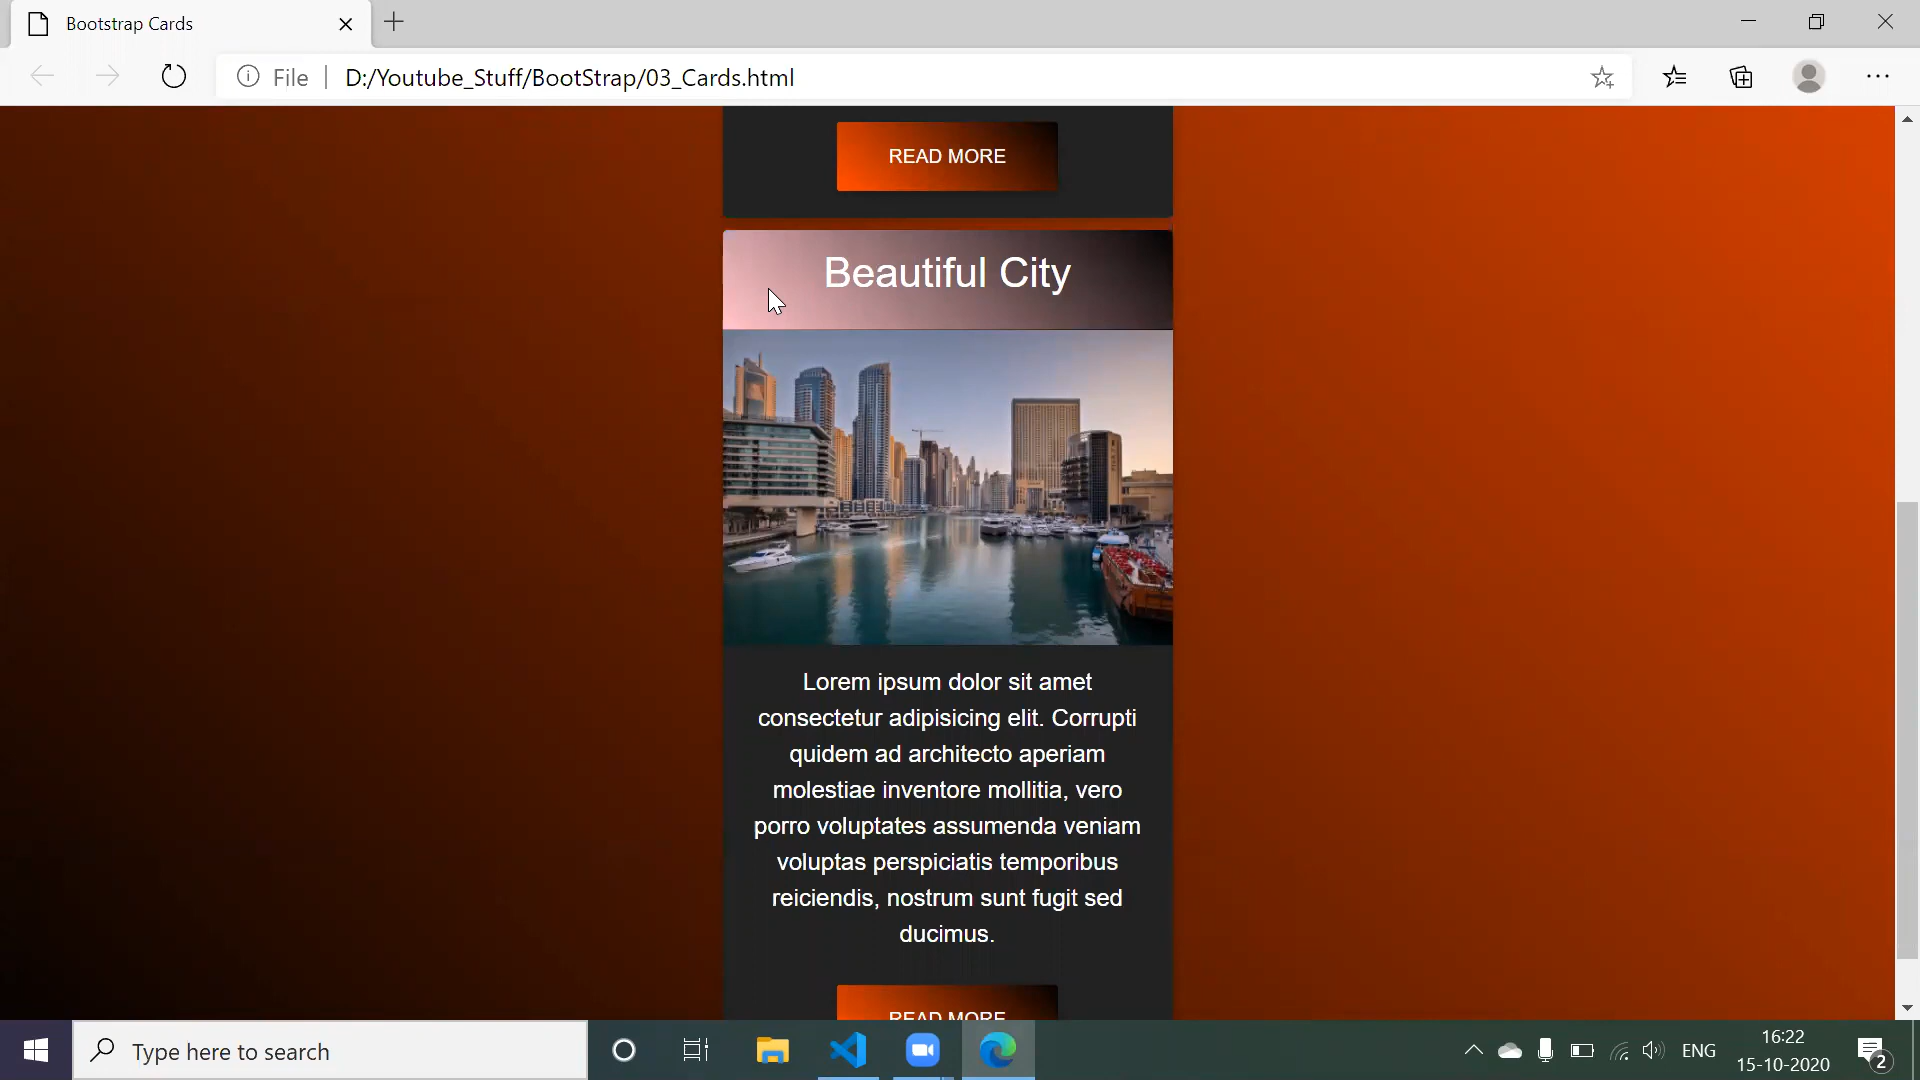 Bootstrap Cards
File
D:/Youtube_Stuff/BootStrap/03_Cards.html
READ MORE
Beautiful City
Lorem ipsum dolor sit amet
consectetur adipisicing elit. Corrupti
quidem ad architecto aperiam
molestiae inventore mollitia, vero
porro voluptates assumenda veniam
voluptas perspiciatis temporibus
reiciendis, nostrum sunt fugit sed
ducimus.
READ MORE
Type here to search
ENG
16:22
15-10-2020
2